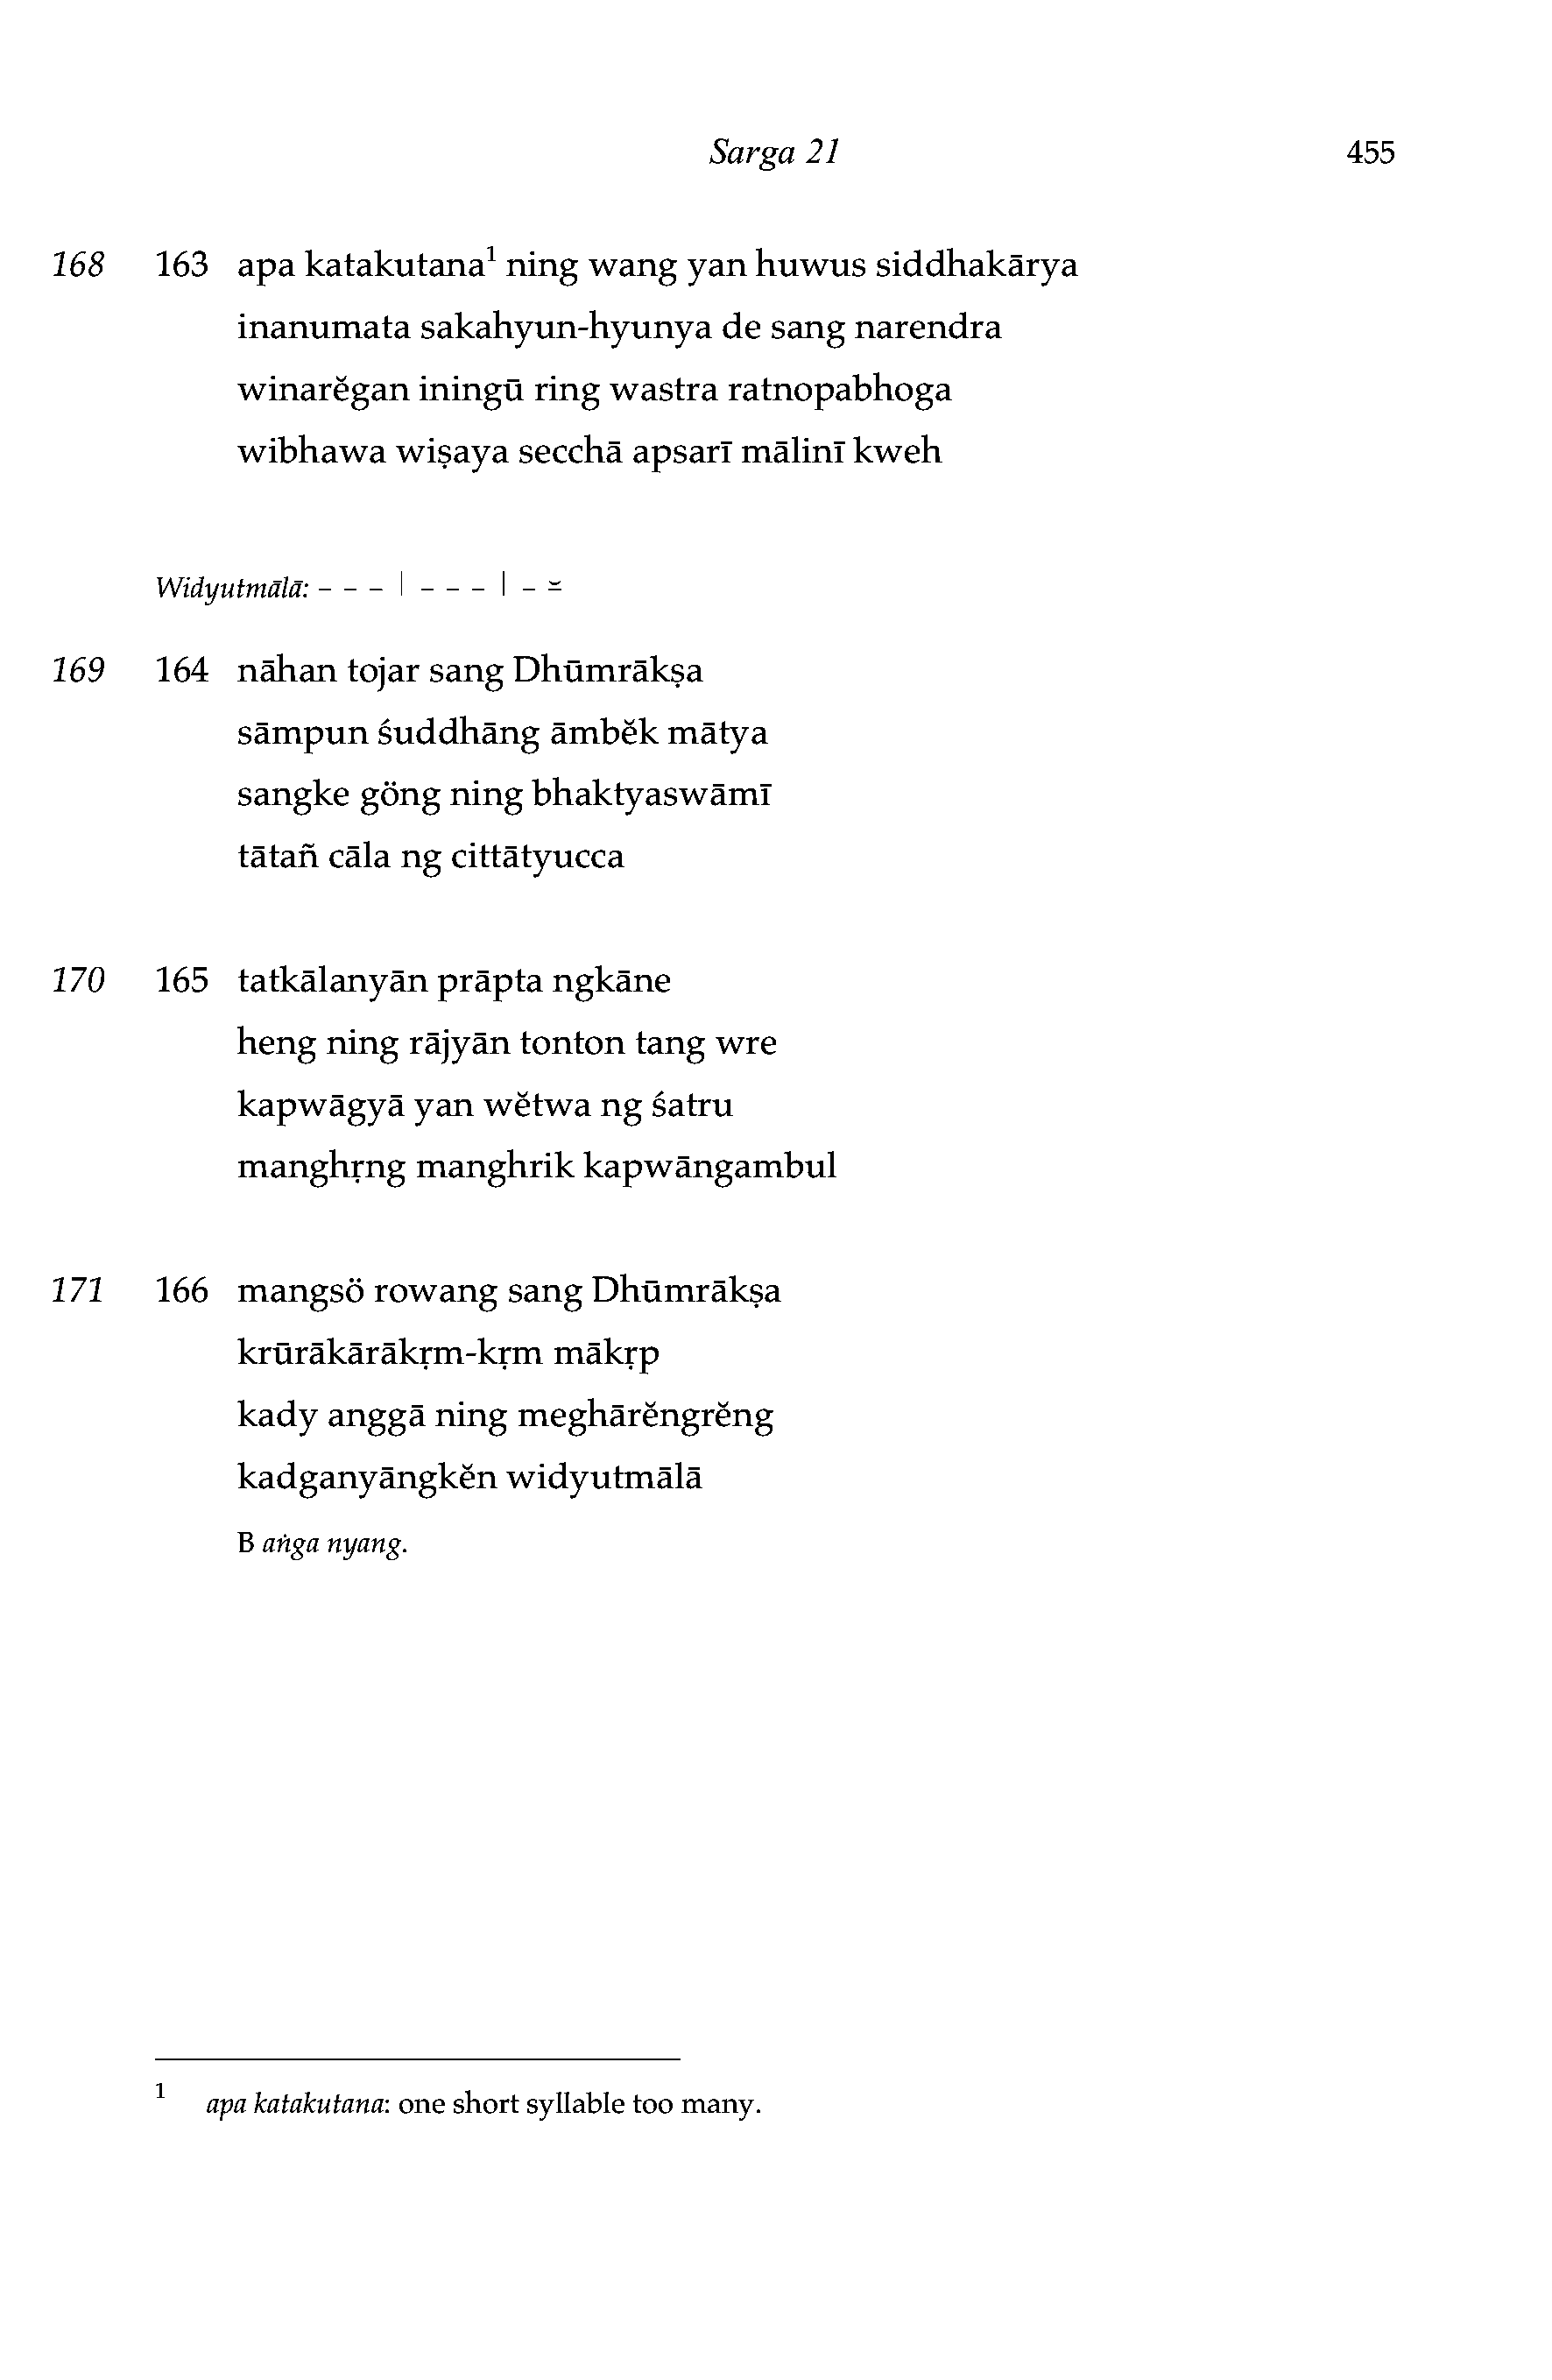 Sarga 21 455
168 163 apa katakutana¹ ning wang yan huwus siddhakārya
inanumata sakahyun-hyunya de sang narendra
winarĕgan iningū ring wastra ratnopabhoga
wibhawa wiṣaya secchā apsarī mālinī kweh
Widyutmālā: – – – | – – – | – ⏓
169 164 nāhan tojar sang Dhūmrākṣa
sāmpun śuddhāng āmbĕk mātya
sangke göng ning bhaktyaswāmī
tātañ cāla ng cittātyucca
170 165 tatkālanyān prāpta ngkāne
heng ning rājyān tonton tang wre
kapwāgyā yan wĕtwa ng śatru
manghṛng manghrik kapwāngambul
171 166 mangsö rowang sang Dhūmrākṣa
krūrākārākṛm-kṛm mākṛp
kady anggā ning meghārĕngrĕng
kadganyāngkĕn widyutmālā
B aṅga nyang.
1 apa katakutana: one short syllable too many.